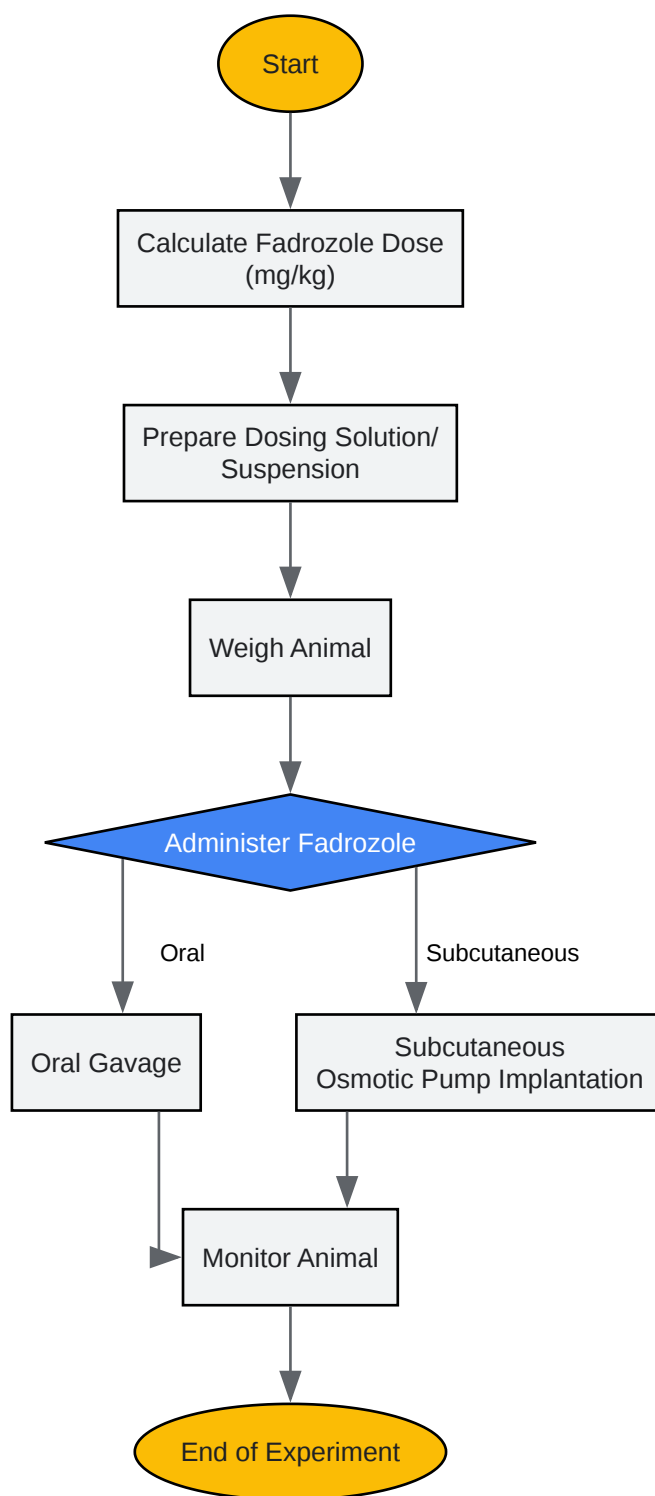 Start
Calculate Fadrozole Dose
(mg/kg)
Prepare Dosing Solution/
Suspension
Weigh Animal
Administer Fadrozole
Oral
Subcutaneous
Oral Gavage
Subcutaneous
Osmotic Pump Implantation
Monitor Animal
End of Experiment